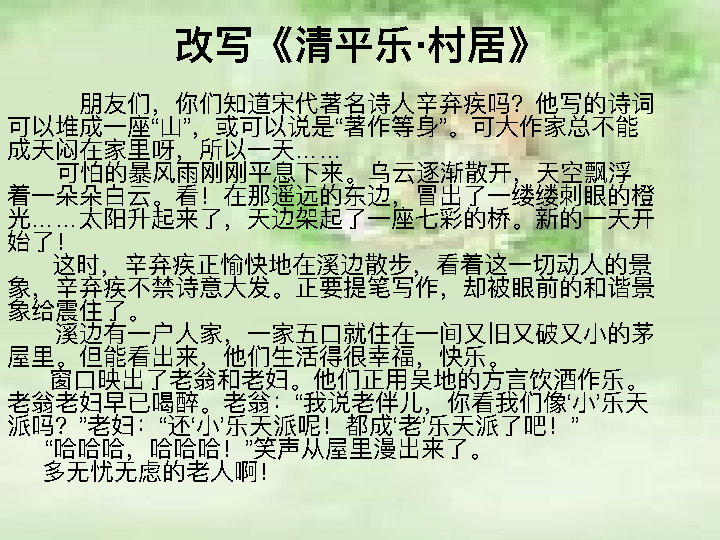 改写《清平乐·村居》
朋友们，你们知道宋代著名诗人辛弃疾吗？他写的诗词
可以堆成一座“山”，或可以说是“著作等身”。可大作家总不能
成天闷在家里呀，所以一天……
可怕的暴风雨刚刚平息下来。乌云逐渐散开，天空飘浮
着一朵朵白云。看！在那遥远的东边，冒出了一缕缕刺眼的橙
光……太阳升起来了，天边架起了一座七彩的桥。新的一天开
始了！
这时，辛弃疾正愉快地在溪边散步，看着这一切动人的景
象，辛弃疾不禁诗意大发。正要提笔写作，却被眼前的和谐景
象给震住了。
溪边有一户人家，一家五口就住在一间又旧又破又小的茅
屋里。但能看出来，他们生活得很幸福，快乐。
窗口映出了老翁和老妇。他们正用吴地的方言饮酒作乐。
老翁老妇早已喝醉。老翁：“我说老伴儿，你看我们像‘小’乐天
派吗？”老妇：“还‘小’乐天派呢！都成‘老’乐天派了吧！”
“哈哈哈，哈哈哈！”笑声从屋里漫出来了。
多无忧无虑的老人啊！